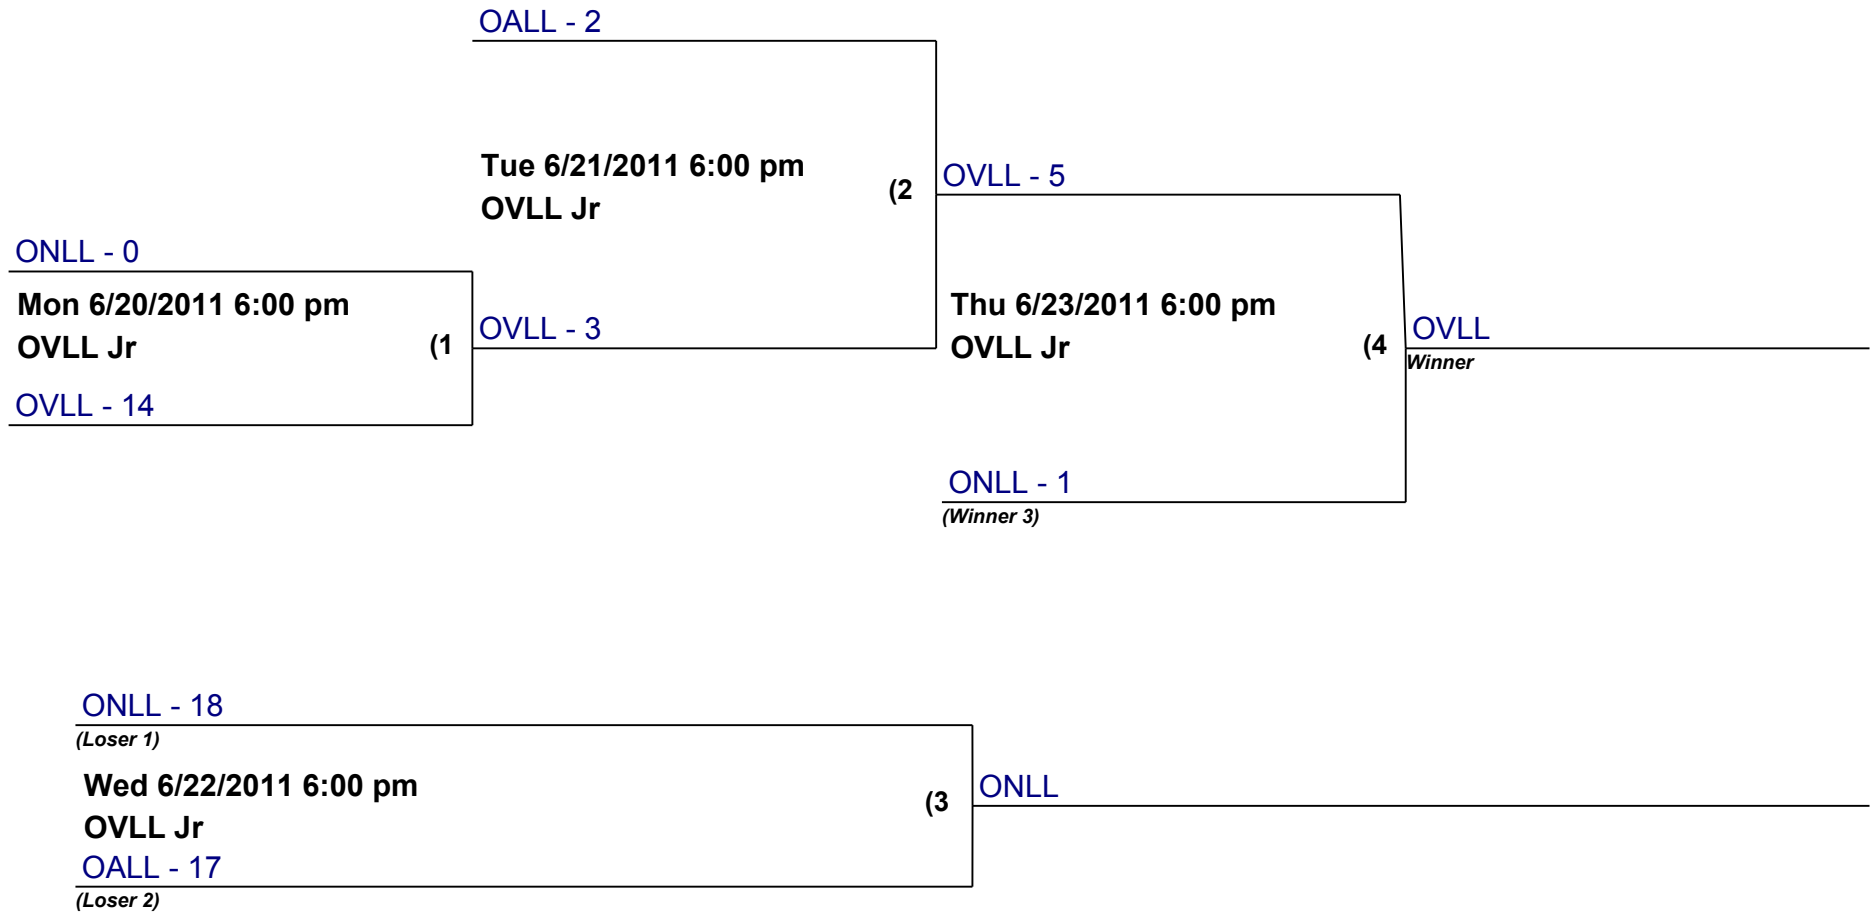 OALL - 2
Tue 6/21/2011 6:00 pm
OVLL Jr
(2
OVLL - 5
ONLL - 0
Mon 6/20/2011 6:00 pm
OVLL Jr
(1
OVLL - 3
OVLL - 14
Thu 6/23/2011 6:00 pm
OVLL Jr
(4
OVLL
Winner
ONLL - 1
(Winner 3)
ONLL - 18
(Loser 1)
Wed 6/22/2011 6:00 pm
OVLL Jr
(3
ONLL
OALL - 17
(Loser 2)